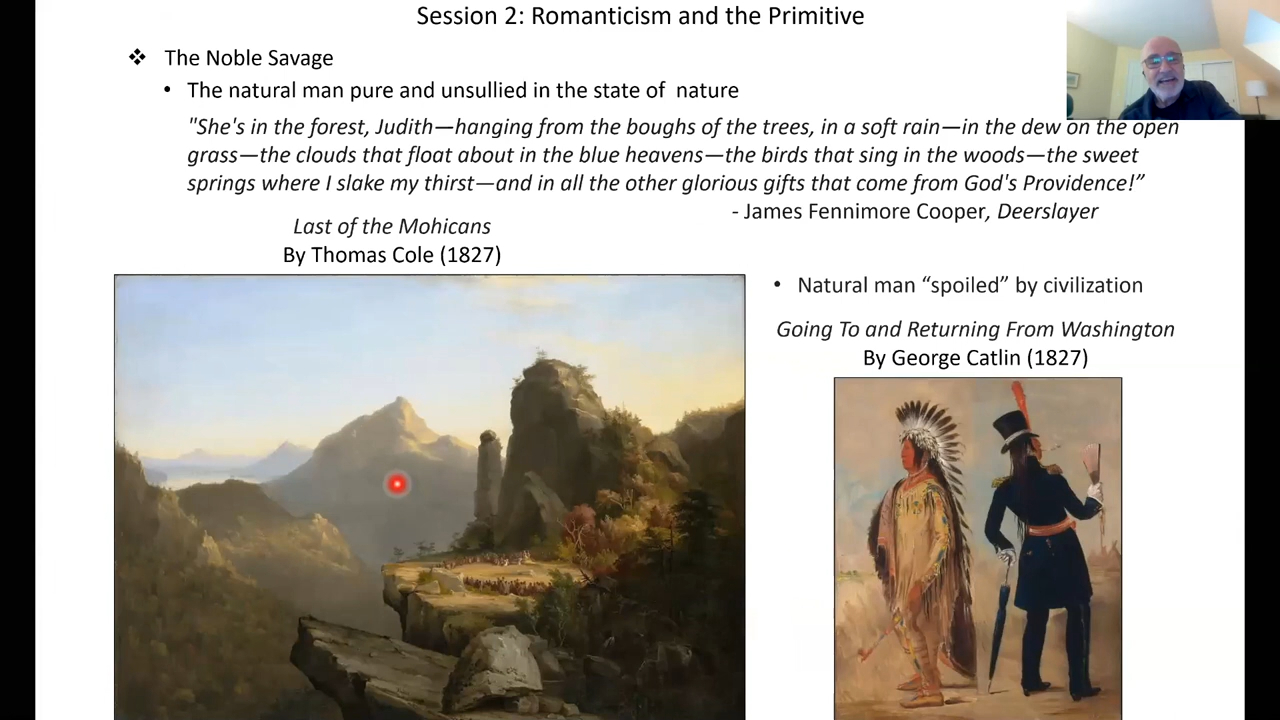 Session 2: Romanticism and the Primitive
❖ The Noble Savage
• The natural man pure and unsullied in the state of nature
"She's in the forest, Judith—hanging from the boughs of the trees, in a soft rain—in the dew on the open
grass—the clouds that float about in the blue heavens—the birds that sing in the woods—the sweet
springs where I slake my thirst—and in all the other glorious gifts that come from God's Providence!”
- James Fennimore Cooper, Deerslayer
Last of the Mohicans
By Thomas Cole (1827)
• Natural man “spoiled” by civilization
Going To and Returning From Washington
By George Catlin (1827)